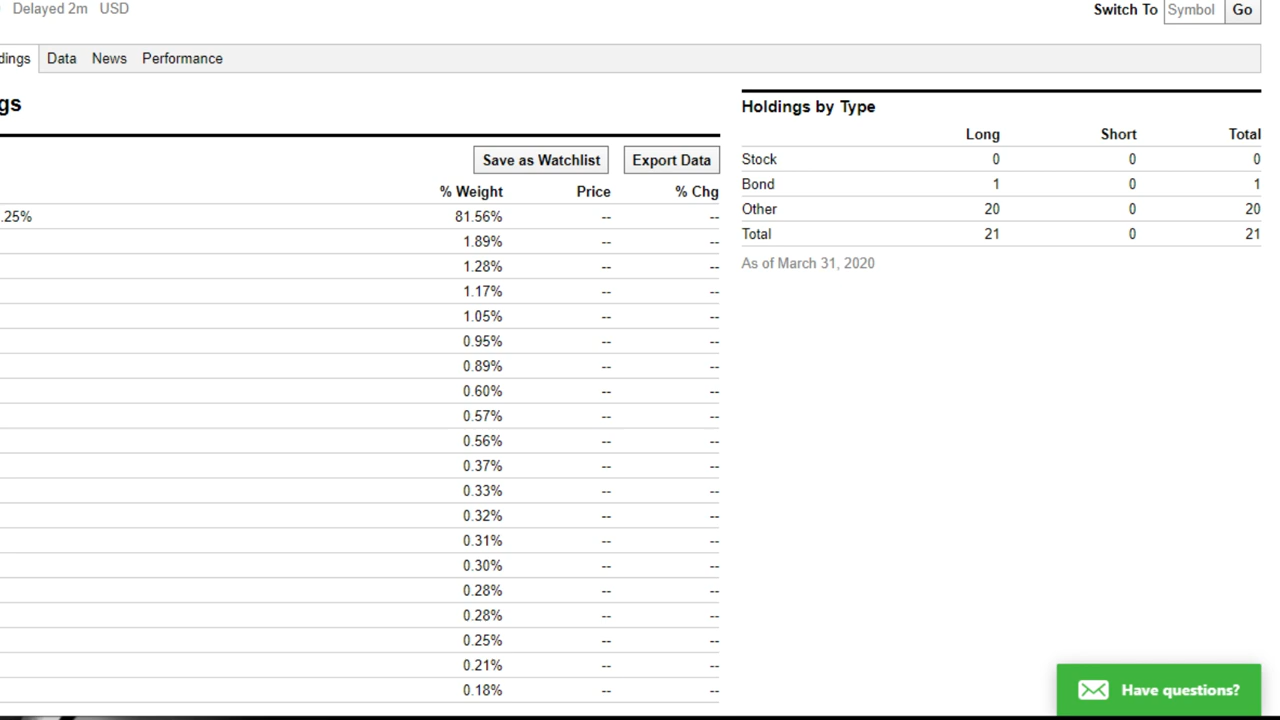 Delayed 2m USD
Switch To Symbol Go
dings Data News Performance
gs
Save as Watchlist Export Data
% Weight Price % Chg
.25% 81.56% -- --
1.89% -- --
1.28% -- --
1.17% -- --
1.05% -- --
0.95% -- --
0.89% -- --
0.60% -- --
0.57% -- --
0.56% -- --
0.37% -- --
0.33% -- --
0.32% -- --
0.31% -- --
0.30% -- --
0.28% -- --
0.28% -- --
0.25% -- --
0.21% -- --
0.18% -- --
Holdings by Type
Long Short Total
Stock 0 0 0
Bond 1 0 1
Other 20 0 20
Total 21 0 21
As of March 31, 2020
Have questions?